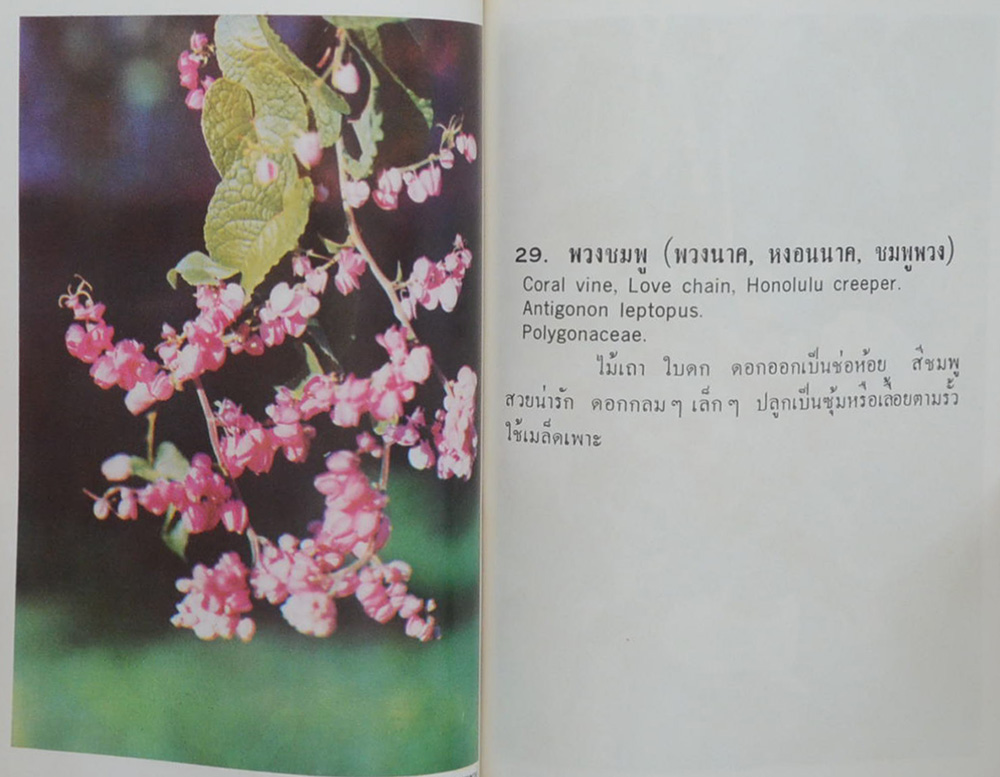 29. พวงชมพู (พวงนาค, หงอนนาค, ชมพูพวง)
Coral vine, Love chain, Honolulu creeper.
Antigonon leptopus.
Polygonaceae.
ไม้เถา ใบดก ดอกออกเป็นช่อห้อย สีชมพู
สวยน่ารัก ดอกกลมๆ เล็กๆ ปลูกเป็นซุ้มหรือเลื้อยตามรั้ว
ใช้เมล็ดเพาะ